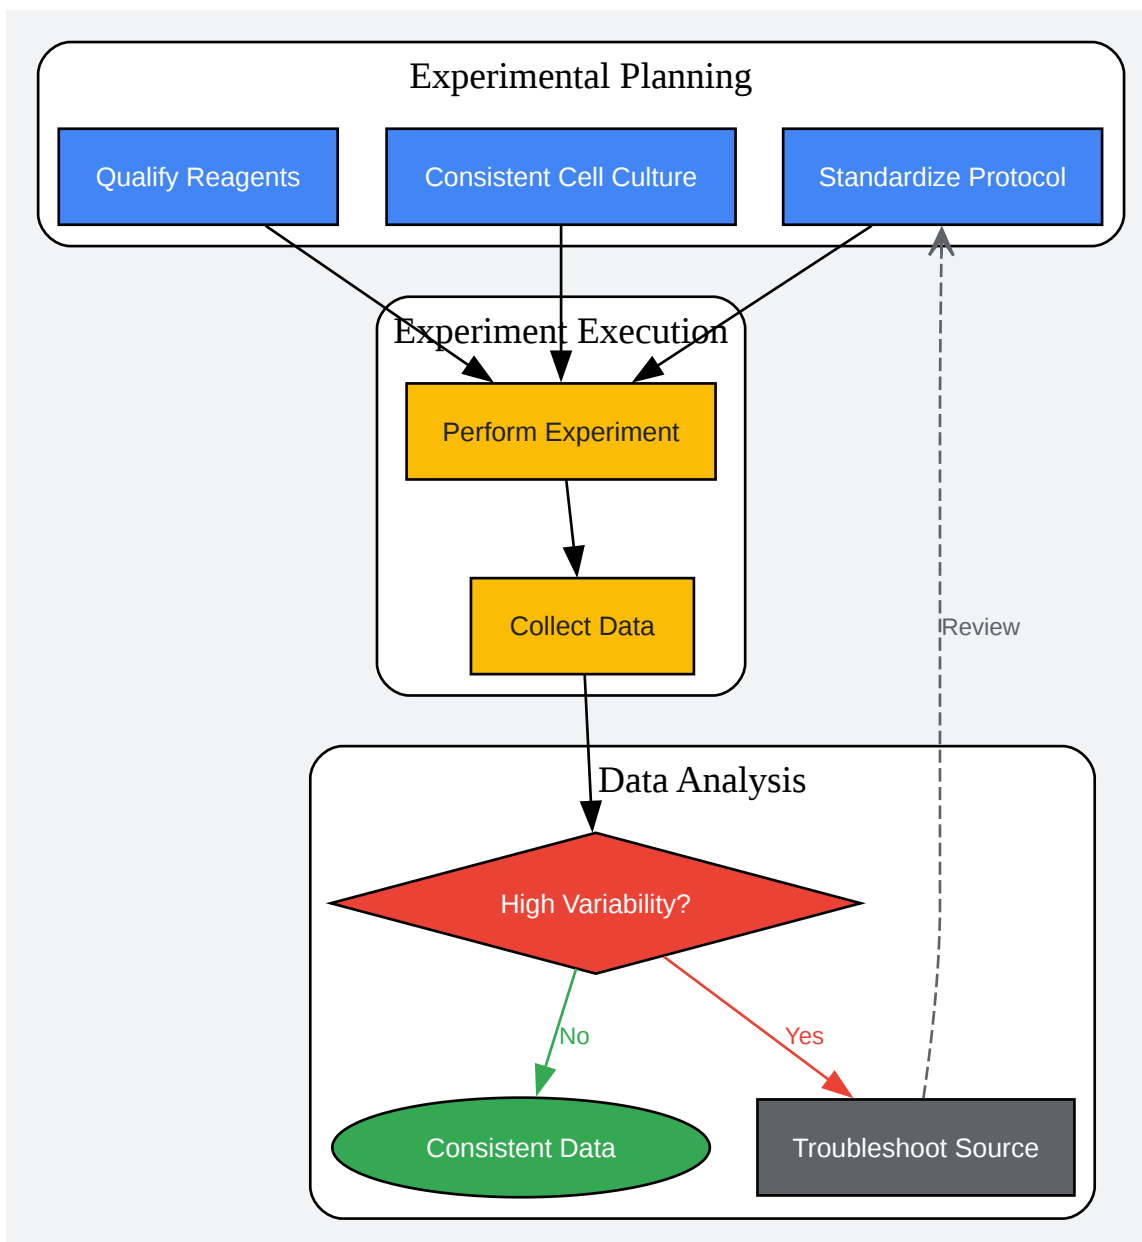 Experimental Planning
Qualify Reagents
Consistent Cell Culture
Standardize Protocol
Experiment Execution
Perform Experiment
Collect Data
Review
Data Analysis
High Variability?
No
Yes
Consistent Data
Troubleshoot Source